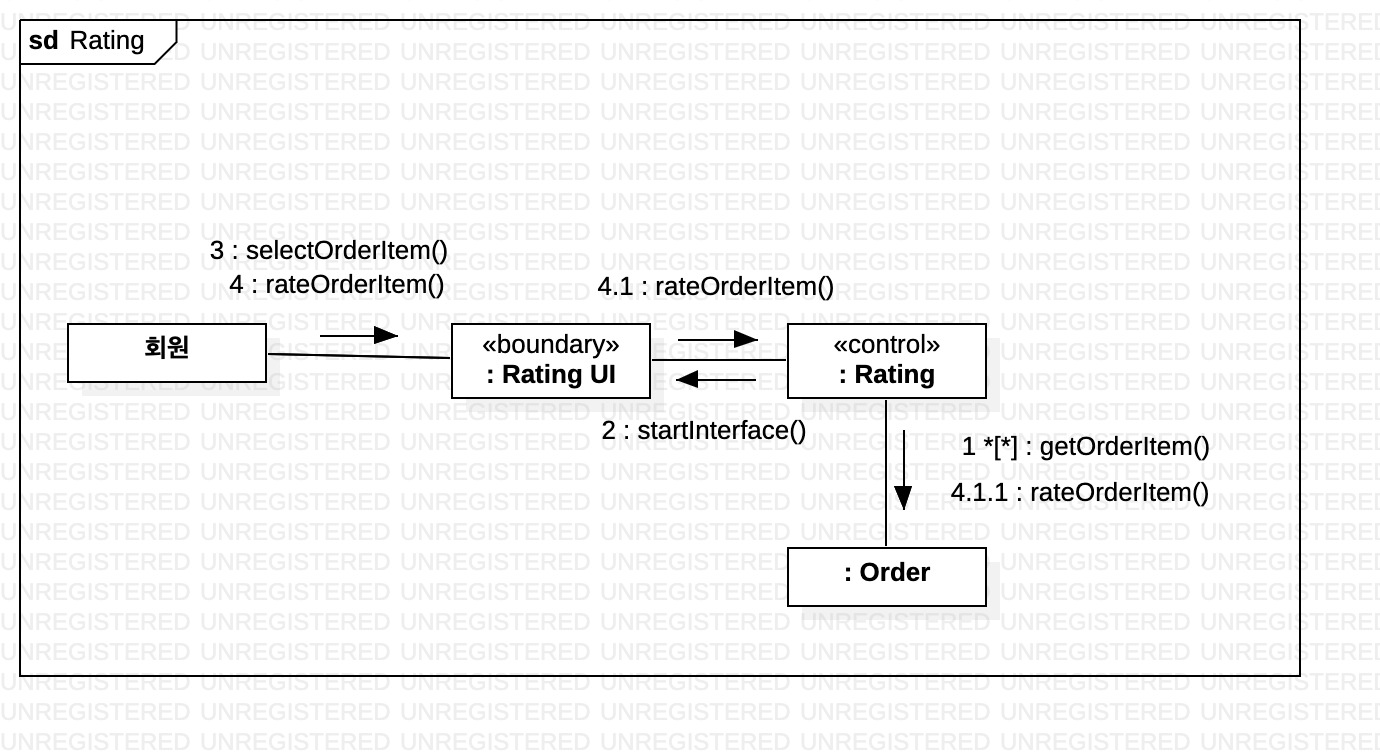 sd Rating
3 : selectOrderItem()
4 : rateOrderItem()
4.1 : rateOrderItem()
회원
«boundary»
: Rating UI
«control»
: Rating
2 : startInterface()
1 *[*] : getOrderItem()
4.1.1 : rateOrderItem()
: Order
UNREGISTERED